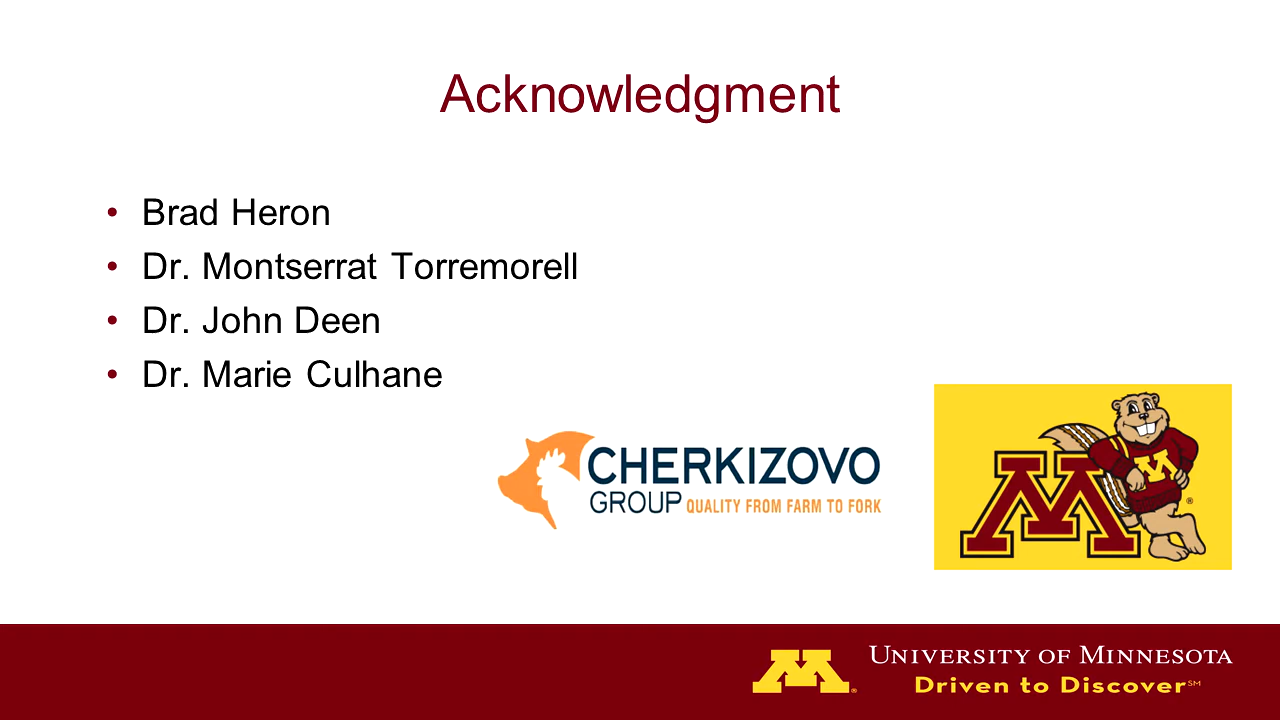 Acknowledgment
• Brad Heron
• Dr. Montserrat Torremorell
• Dr. John Deen
• Dr. Marie Culhane
CHERKIZOVO
GROUP QUALITY FROM FARM TO FORK
M
M
®
M
®
UNIVERSITY OF MINNESOTA
Driven to Discover℠